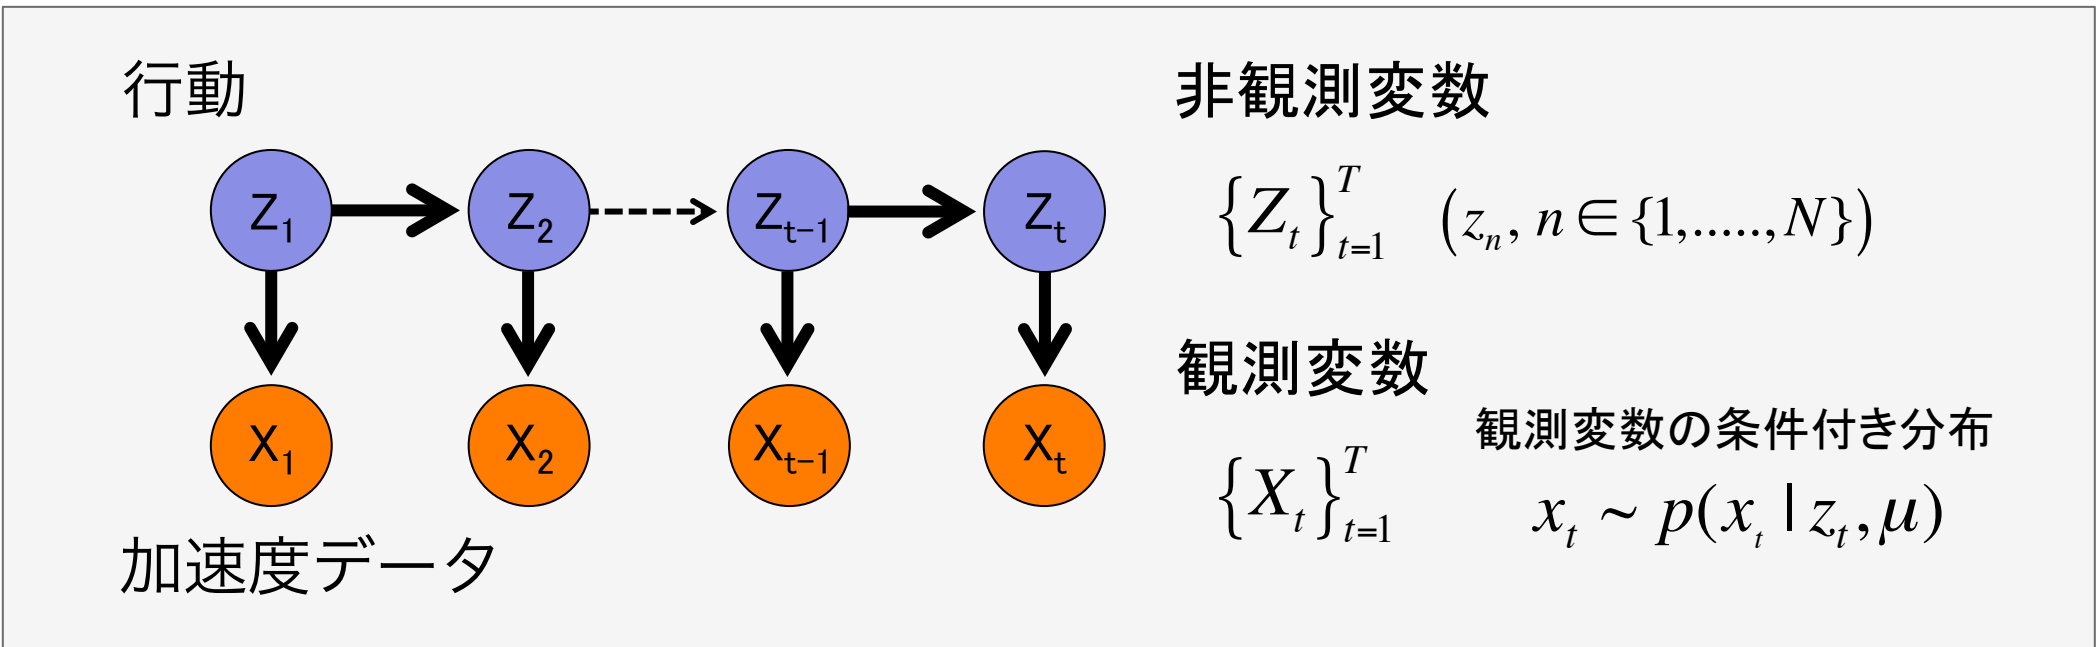 行動
Z₁ Z₂ Zₜ₋₁ Zₜ
X₁ X₂ Xₜ₋₁ Xₜ
加速度データ
非観測変数
{Zₜ}ᵀₜ₌₁ (zₙ, n ∈ {1,.....,N})
観測変数
観測変数の条件付き分布
{Xₜ}ᵀₜ₌₁ xₜ ~ p(xₜ | zₜ, μ)